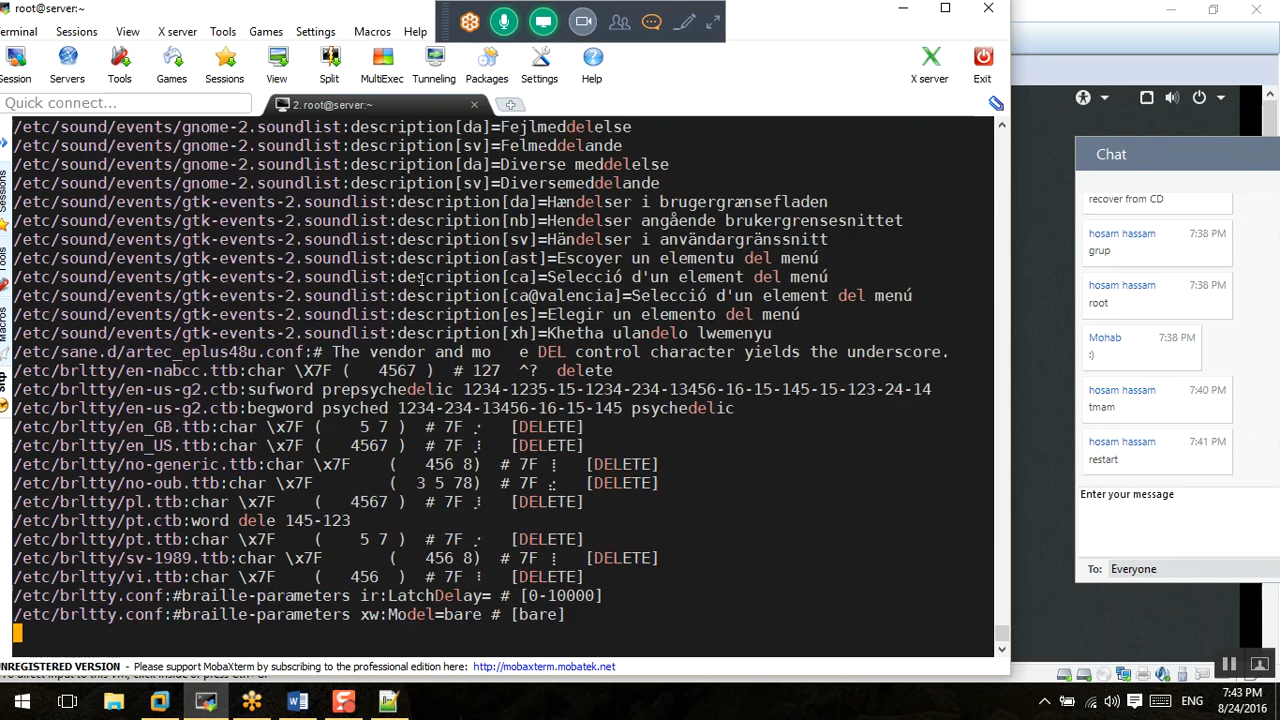 root@server:~
Terminal Sessions View X server Tools Games Settings Macros Help
Session Servers Tools Games Sessions View Split MultiExec Tunneling Packages Settings Help X server Exit
Quick connect...
2. root@server:~
/etc/sound/events/gnome-2.soundlist:description[da]=Fejlmeddelelse
/etc/sound/events/gnome-2.soundlist:description[sv]=Felmeddelande
/etc/sound/events/gnome-2.soundlist:description[da]=Diverse meddelelse
/etc/sound/events/gnome-2.soundlist:description[sv]=Diversemeddelande
/etc/sound/events/gtk-events-2.soundlist:description[da]=Hændelser i brugergrænsefladen
/etc/sound/events/gtk-events-2.soundlist:description[nb]=Hendelser angående brukergrensesnittet
/etc/sound/events/gtk-events-2.soundlist:description[sv]=Händelser i användargränssnitt
/etc/sound/events/gtk-events-2.soundlist:description[ast]=Escoyer un elementu del menú
/etc/sound/events/gtk-events-2.soundlist:description[ca]=Selecció d'un element del menú
/etc/sound/events/gtk-events-2.soundlist:description[ca@valencia]=Selecció d'un element del menú
/etc/sound/events/gtk-events-2.soundlist:description[es]=Elegir un elemento del menú
/etc/sound/events/gtk-events-2.soundlist:description[xh]=Khetha ulandelo lwemenyu
/etc/sane.d/artec_eplus48u.conf:# The vendor and mo e DEL control character yields the underscore.
/etc/brltty/en-nabcc.ttb:char \X7F ( 4567 ) # 127 ^? delete
/etc/brltty/en-us-g2.ctb:sufword prepsychedelic 1234-1235-15-1234-234-13456-16-15-145-15-123-24-14
/etc/brltty/en-us-g2.ctb:begword psyched 1234-234-13456-16-15-145 psychedelic
/etc/brltty/en_GB.ttb:char \x7F ( 5 7 ) # 7F [DELETE]
/etc/brltty/en_US.ttb:char \x7F ( 4567 ) # 7F [DELETE]
/etc/brltty/no-generic.ttb:char \x7F ( 456 8) # 7F [DELETE]
/etc/brltty/no-oub.ttb:char \x7F ( 3 5 78) # 7F [DELETE]
/etc/brltty/pl.ttb:char \x7F ( 4567 ) # 7F [DELETE]
/etc/brltty/pt.ctb:word dele 145-123
/etc/brltty/pt.ttb:char \x7F ( 5 7 ) # 7F [DELETE]
/etc/brltty/sv-1989.ttb:char \x7F ( 456 8) # 7F [DELETE]
/etc/brltty/vi.ttb:char \x7F ( 456 ) # 7F [DELETE]
/etc/brltty.conf:#braille-parameters ir:LatchDelay= # [0-10000]
/etc/brltty.conf:#braille-parameters xw:Model=bare # [bare]
UNREGISTERED VERSION - Please support MobaXterm by subscribing to the professional edition here: http://mobaxterm.mobatek.net
Sessions
Tools
Macros
Sftp
Chat
recover from CD
hosam hassam 7:38 PM
grup
hosam hassam 7:38 PM
root
Mohab 7:38 PM
:)
hosam hassam 7:40 PM
tmam
hosam hassam 7:41 PM
restart
Enter your message
To: Everyone
ENG
7:43 PM
8/24/2016